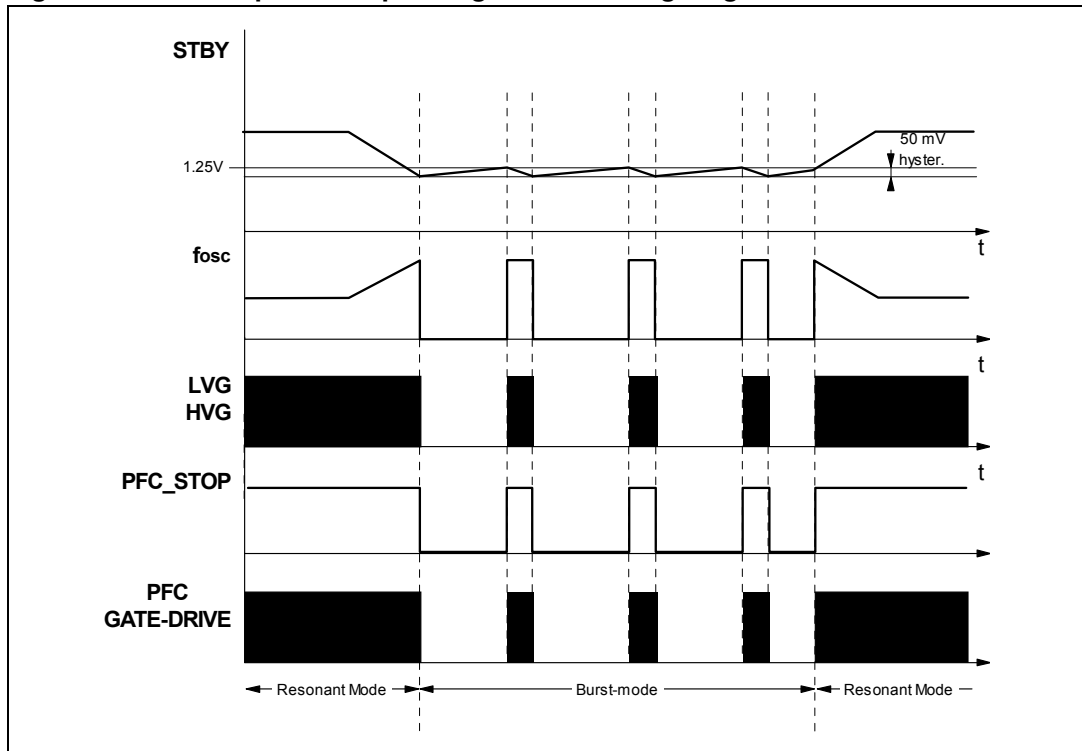 STBY
50 mV
hyster.
1.25V
t
fosc
t
LVG
HVG
t
PFC_STOP
PFC
GATE-DRIVE
Resonant Mode
Burst-mode
Resonant Mode